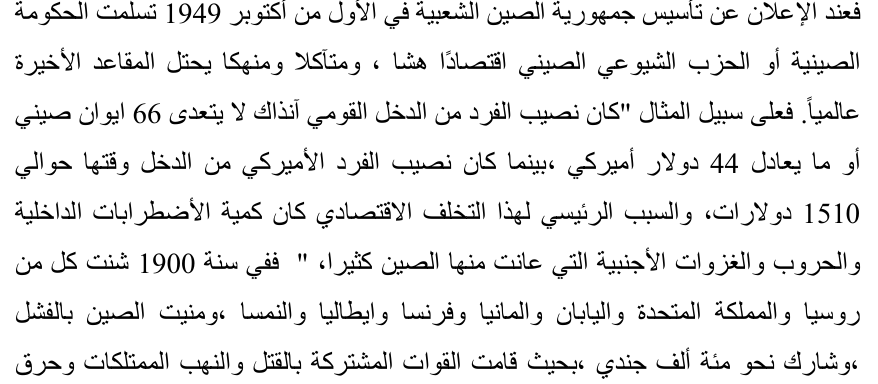 فعند الإعلان عن تأسيس جمهورية الصين الشعبية في الأول من أكتوبر 1949 تسلمت الحكومة
الصينية أو الحزب الشيوعي الصيني اقتصادًا هشا ، ومتآكلا ومنهكا يحتل المقاعد الأخيرة
عالمياً. فعلى سبيل المثال "كان نصيب الفرد من الدخل القومي آنذاك لا يتعدى 66 ايوان صيني
أو ما يعادل 44 دولار أميركي ،بينما كان نصيب الفرد الأميركي من الدخل وقتها حوالي
1510 دولارات، والسبب الرئيسي لهذا التخلف الاقتصادي كان كمية الأضطرابات الداخلية
والحروب والغزوات الأجنبية التي عانت منها الصين كثيرا، " ففي سنة 1900 شنت كل من
روسيا والمملكة المتحدة واليابان والمانيا وفرنسا وايطاليا والنمسا ،ومنيت الصين بالفشل
،وشارك نحو مئة ألف جندي ،بحيث قامت القوات المشتركة بالقتل والنهب الممتلكات وحرق